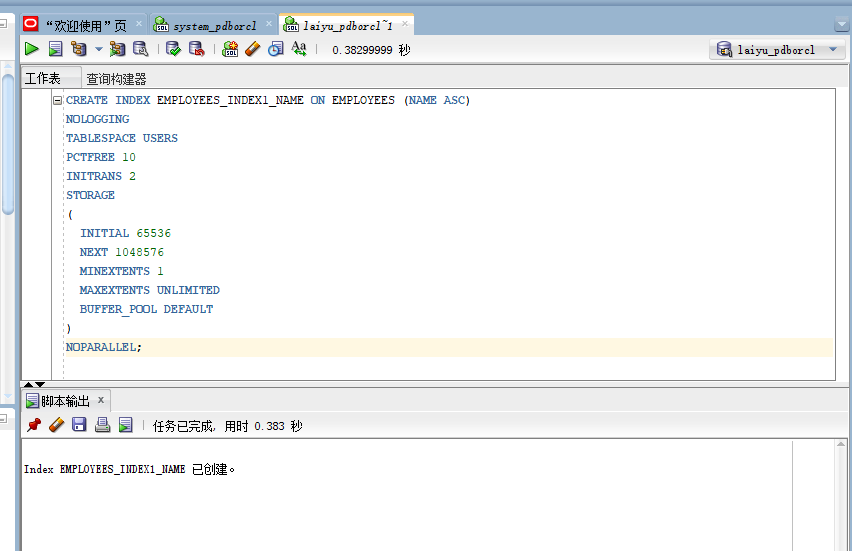 “欢迎使用”页
system_pdborcl
laiyu_pdborcl~1
0.38299999 秒
laiyu_pdborcl
工作表
查询构建器
CREATE INDEX EMPLOYEES_INDEX1_NAME ON EMPLOYEES (NAME ASC)
NOLOGGING
TABLESPACE USERS
PCTFREE 10
INITRANS 2
STORAGE
(
INITIAL 65536
NEXT 1048576
MINEXTENTS 1
MAXEXTENTS UNLIMITED
BUFFER_POOL DEFAULT
)
NOPARALLEL;
脚本输出
任务已完成, 用时 0.383 秒
Index EMPLOYEES_INDEX1_NAME 已创建。